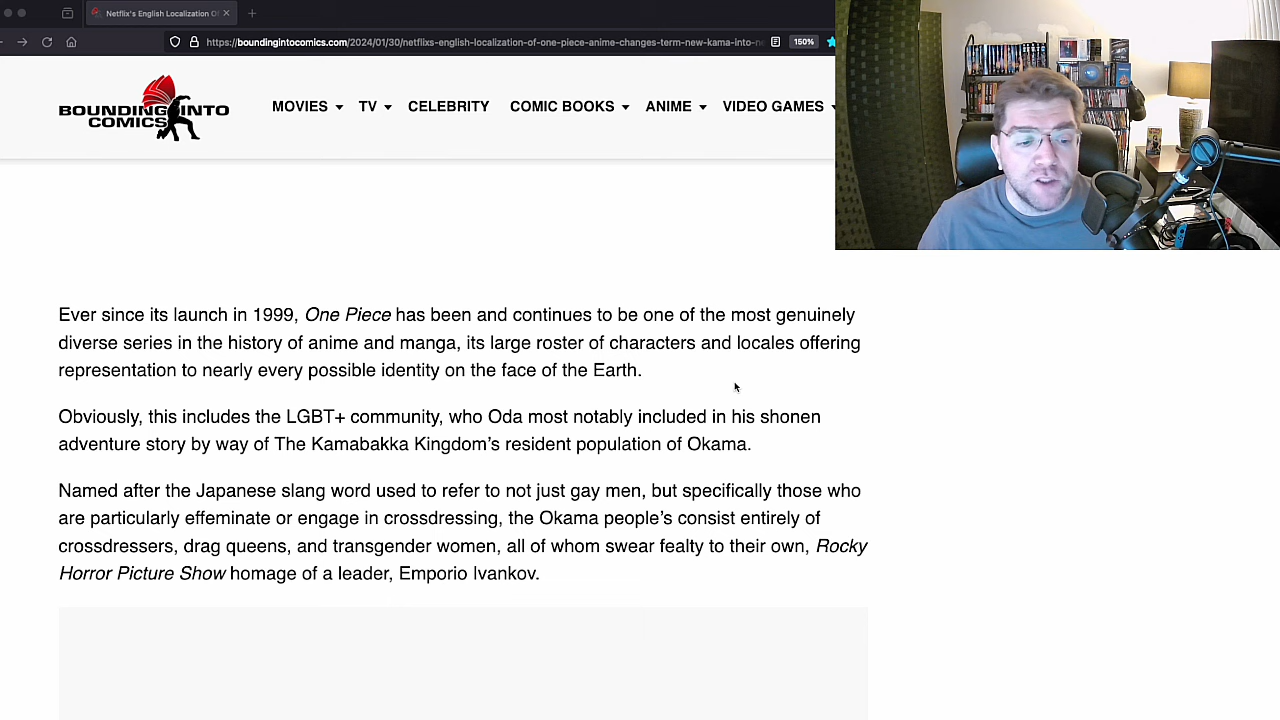 Netflix's English Localization Of
https://boundingintocomics.com/2024/01/30/netflixs-english-localization-of-one-piece-anime-changes-term-new-kama-into-ne
150%
BOUNDING INTO
COMICS
MOVIES TV CELEBRITY COMIC BOOKS ANIME VIDEO GAMES
Ever since its launch in 1999, One Piece has been and continues to be one of the most genuinely
diverse series in the history of anime and manga, its large roster of characters and locales offering
representation to nearly every possible identity on the face of the Earth.
Obviously, this includes the LGBT+ community, who Oda most notably included in his shonen
adventure story by way of The Kamabakka Kingdom's resident population of Okama.
Named after the Japanese slang word used to refer to not just gay men, but specifically those who
are particularly effeminate or engage in crossdressing, the Okama people's consist entirely of
crossdressers, drag queens, and transgender women, all of whom swear fealty to their own, Rocky
Horror Picture Show homage of a leader, Emporio Ivankov.